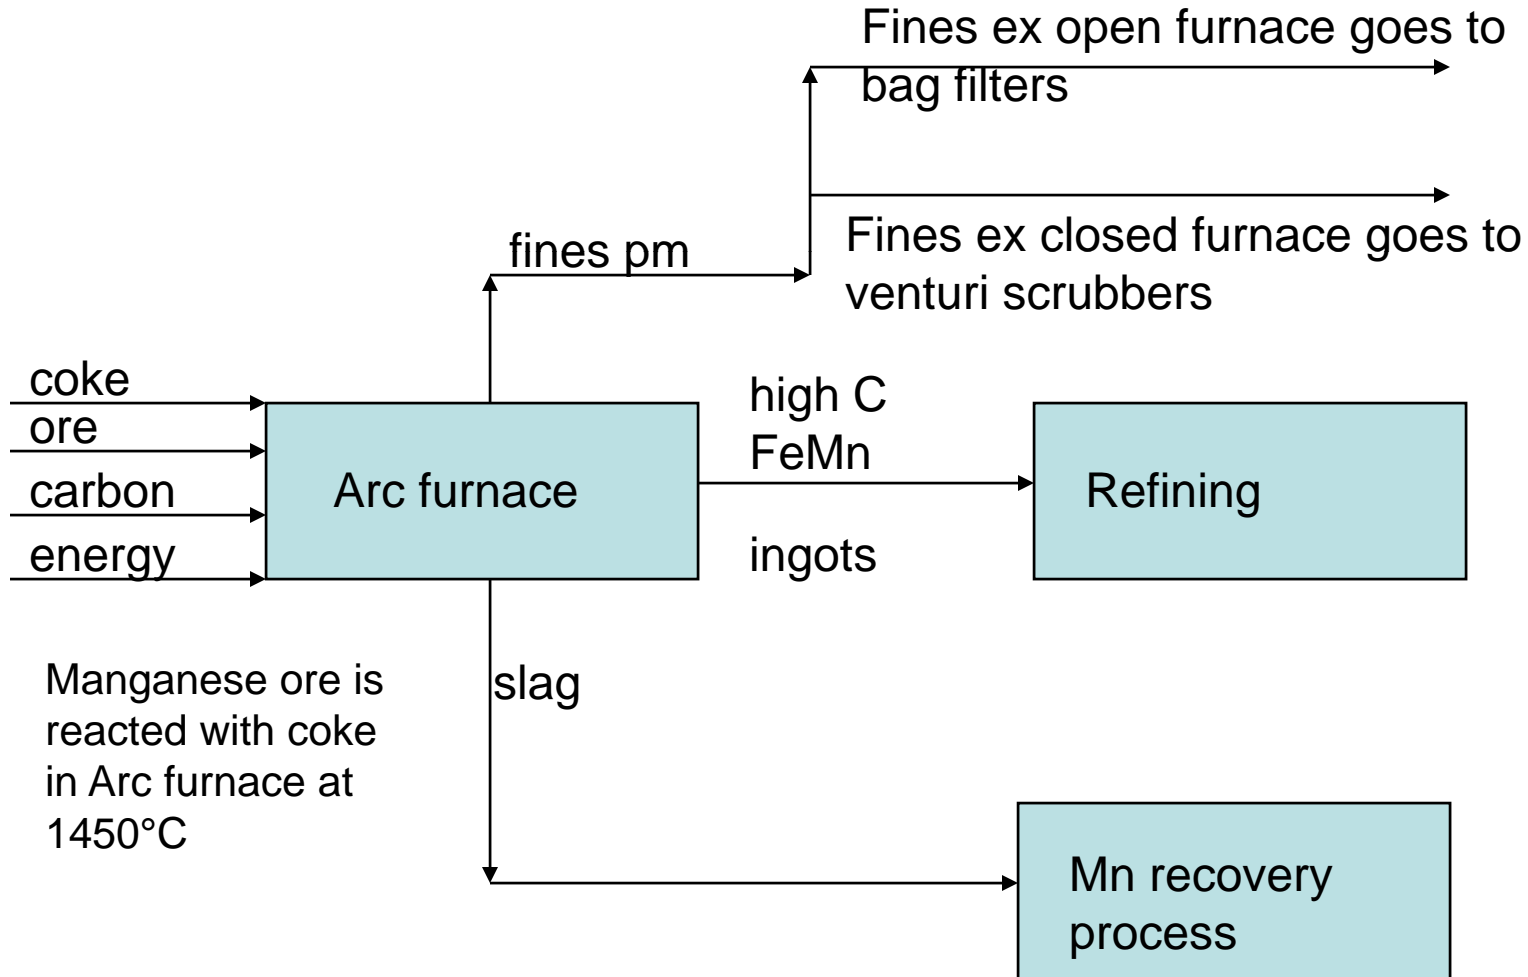 Fines ex open furnace goes to
bag filters
Fines ex closed furnace goes to
venturi scrubbers
fines pm
coke
ore
carbon
energy
Arc furnace
high C
FeMn
ingots
Refining
Manganese ore is
reacted with coke
in Arc furnace at
1450°C
slag
Mn recovery
process